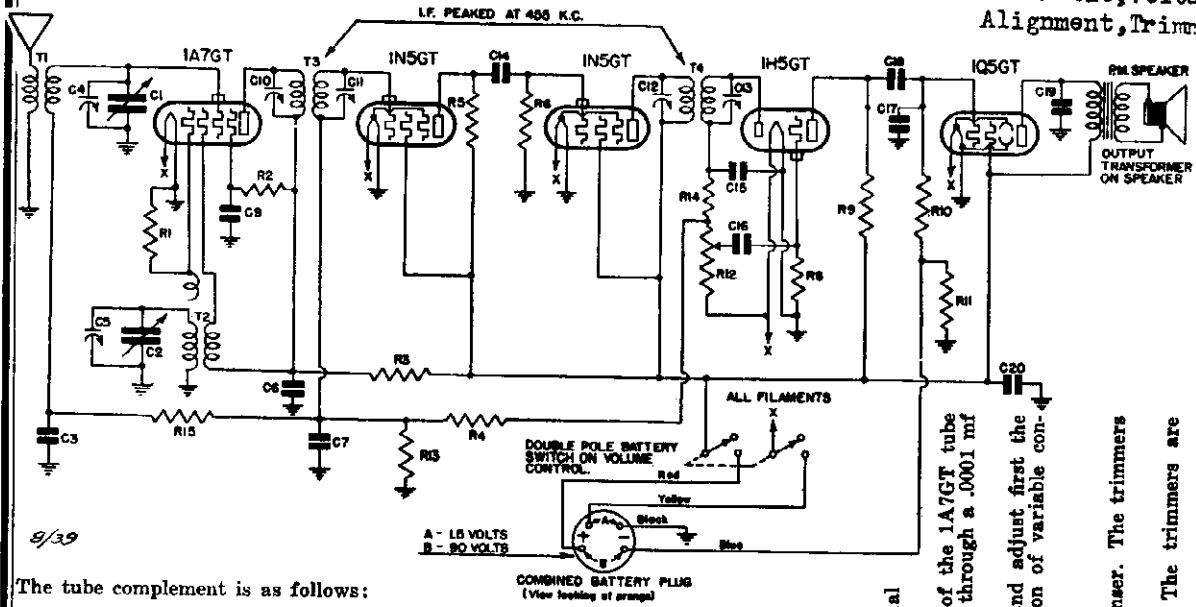 Alignment,Trimm
I.F. PEAKED AT 455 K.C.
T1
1A7GT
T3
1N5GT
C14
1N5GT
T4
1H5GT
C18
1Q5GT
P.M. SPEAKER
C4
C1
C10
C11
R5
R6
C12
C13
C17
C19
OUTPUT
TRANSFORMER
ON SPEAKER
X
X
X
X
R2
C9
R1
R14
C15
C16
R12
R8
R9
R10
R11
X
T2
C5
C2
C6
R3
C20
C3
R15
C7
R13
R4
ALL FILAMENTS
X
DOUBLE POLE BATTERY
SWITCH ON VOLUME
CONTROL.
Red
Yellow
Black
Blue
A
B
A - 1.5 VOLTS
B - 90 VOLTS
COMBINED BATTERY PLUG
(View looking at prongs)
8/39
The tube complement is as follows:
al
of the 1A7GT tube
through a .0001 mf
nd adjust first the
on of variable con-
nser. The trimmers
The trimmers are